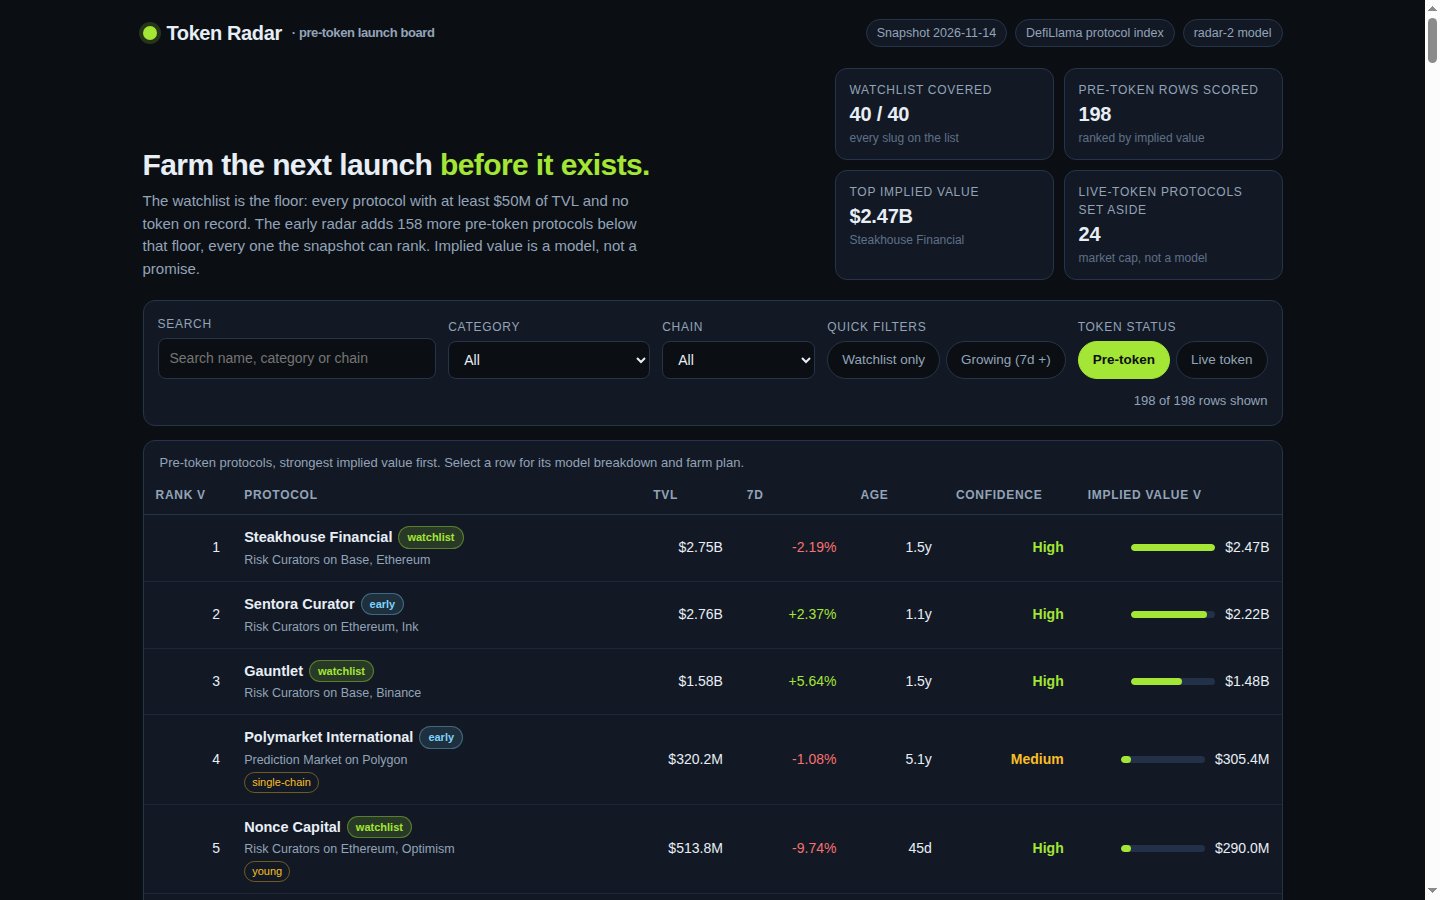 Token Radar · pre-token launch board
Snapshot 2026-11-14
DefiLlama protocol index
radar-2 model
WATCHLIST COVERED
40 / 40
every slug on the list
PRE-TOKEN ROWS SCORED
198
ranked by implied value
Farm the next launch before it exists.
The watchlist is the floor: every protocol with at least $50M of TVL and no
token on record. The early radar adds 158 more pre-token protocols below
that floor, every one the snapshot can rank. Implied value is a model, not a
promise.
TOP IMPLIED VALUE
$2.47B
Steakhouse Financial
LIVE-TOKEN PROTOCOLS
SET ASIDE
24
market cap, not a model
SEARCH
Search name, category or chain
CATEGORY
All
CHAIN
All
QUICK FILTERS
Watchlist only
Growing (7d +)
TOKEN STATUS
Pre-token
Live token
198 of 198 rows shown
Pre-token protocols, strongest implied value first. Select a row for its model breakdown and farm plan.
RANK V PROTOCOL TVL 7D AGE CONFIDENCE IMPLIED VALUE V
1 Steakhouse Financial watchlist $2.75B -2.19% 1.5y High $2.47B
Risk Curators on Base, Ethereum
2 Sentora Curator early $2.76B +2.37% 1.1y High $2.22B
Risk Curators on Ethereum, Ink
3 Gauntlet watchlist $1.58B +5.64% 1.5y High $1.48B
Risk Curators on Base, Binance
4 Polymarket International early $320.2M -1.08% 5.1y Medium $305.4M
Prediction Market on Polygon
single-chain
5 Nonce Capital watchlist $513.8M -9.74% 45d High $290.0M
Risk Curators on Ethereum, Optimism
young